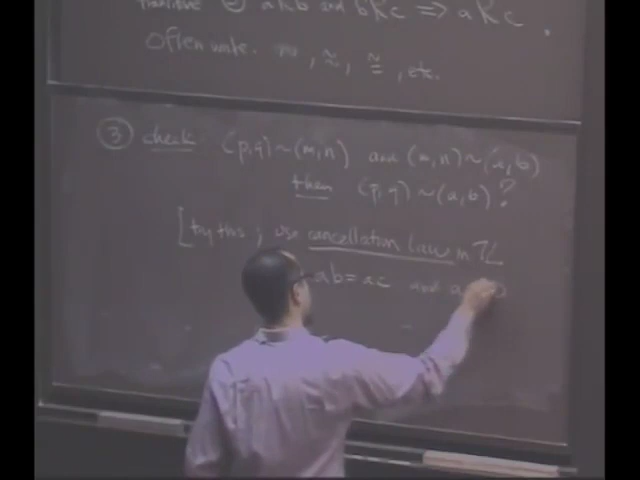 transitive ⇔ aRb and bRc ⟹ aRc.
Often write ~, ≈, ≅, etc.
③ check (p,q)~(m,n) and (m,n)~(a,b)
then (p,q)~(a,b)?
[try this; use cancellation law in ℤ
ab=ac and a